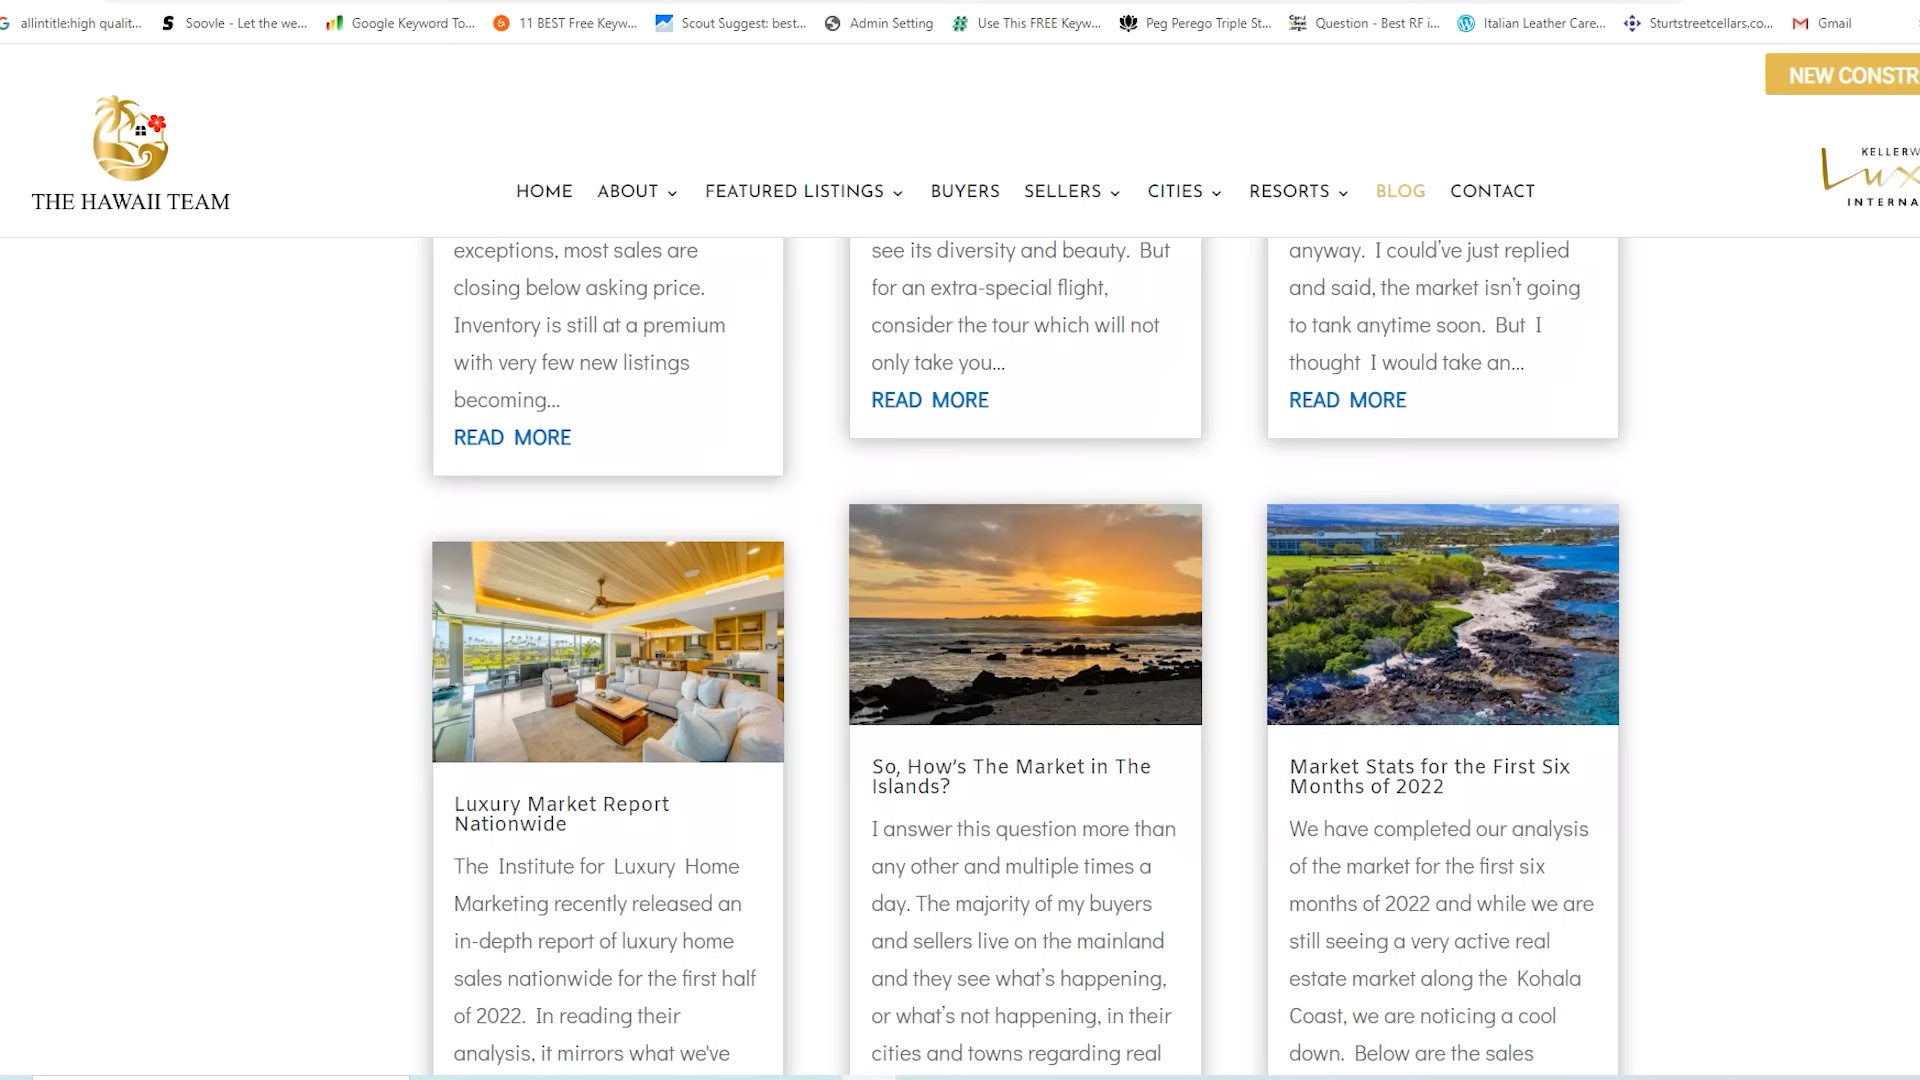 allintitle:high qualit...
Soovle - Let the we...
Google Keyword To...
11 BEST Free Keyw...
Scout Suggest: best...
Admin Setting
Use This FREE Keyw...
Peg Perego Triple St...
Question - Best RF i...
Italian Leather Care...
Sturtstreetcellars.co...
Gmail
NEW CONSTR
THE HAWAII TEAM
HOME
ABOUT
FEATURED LISTINGS
BUYERS
SELLERS
CITIES
RESORTS
BLOG
CONTACT
KELLERW
Lux
INTERNA
exceptions, most sales are
closing below asking price.
Inventory is still at a premium
with very few new listings
becoming...
READ MORE
see its diversity and beauty. But
for an extra-special flight,
consider the tour which will not
only take you...
READ MORE
anyway. I could've just replied
and said, the market isn't going
to tank anytime soon. But I
thought I would take an...
READ MORE
Luxury Market Report
Nationwide
The Institute for Luxury Home
Marketing recently released an
in-depth report of luxury home
sales nationwide for the first half
of 2022. In reading their
analysis, it mirrors what we've
So, How's The Market in The
Islands?
I answer this question more than
any other and multiple times a
day. The majority of my buyers
and sellers live on the mainland
and they see what's happening,
or what's not happening, in their
cities and towns regarding real
Market Stats for the First Six
Months of 2022
We have completed our analysis
of the market for the first six
months of 2022 and while we are
still seeing a very active real
estate market along the Kohala
Coast, we are noticing a cool
down. Below are the sales